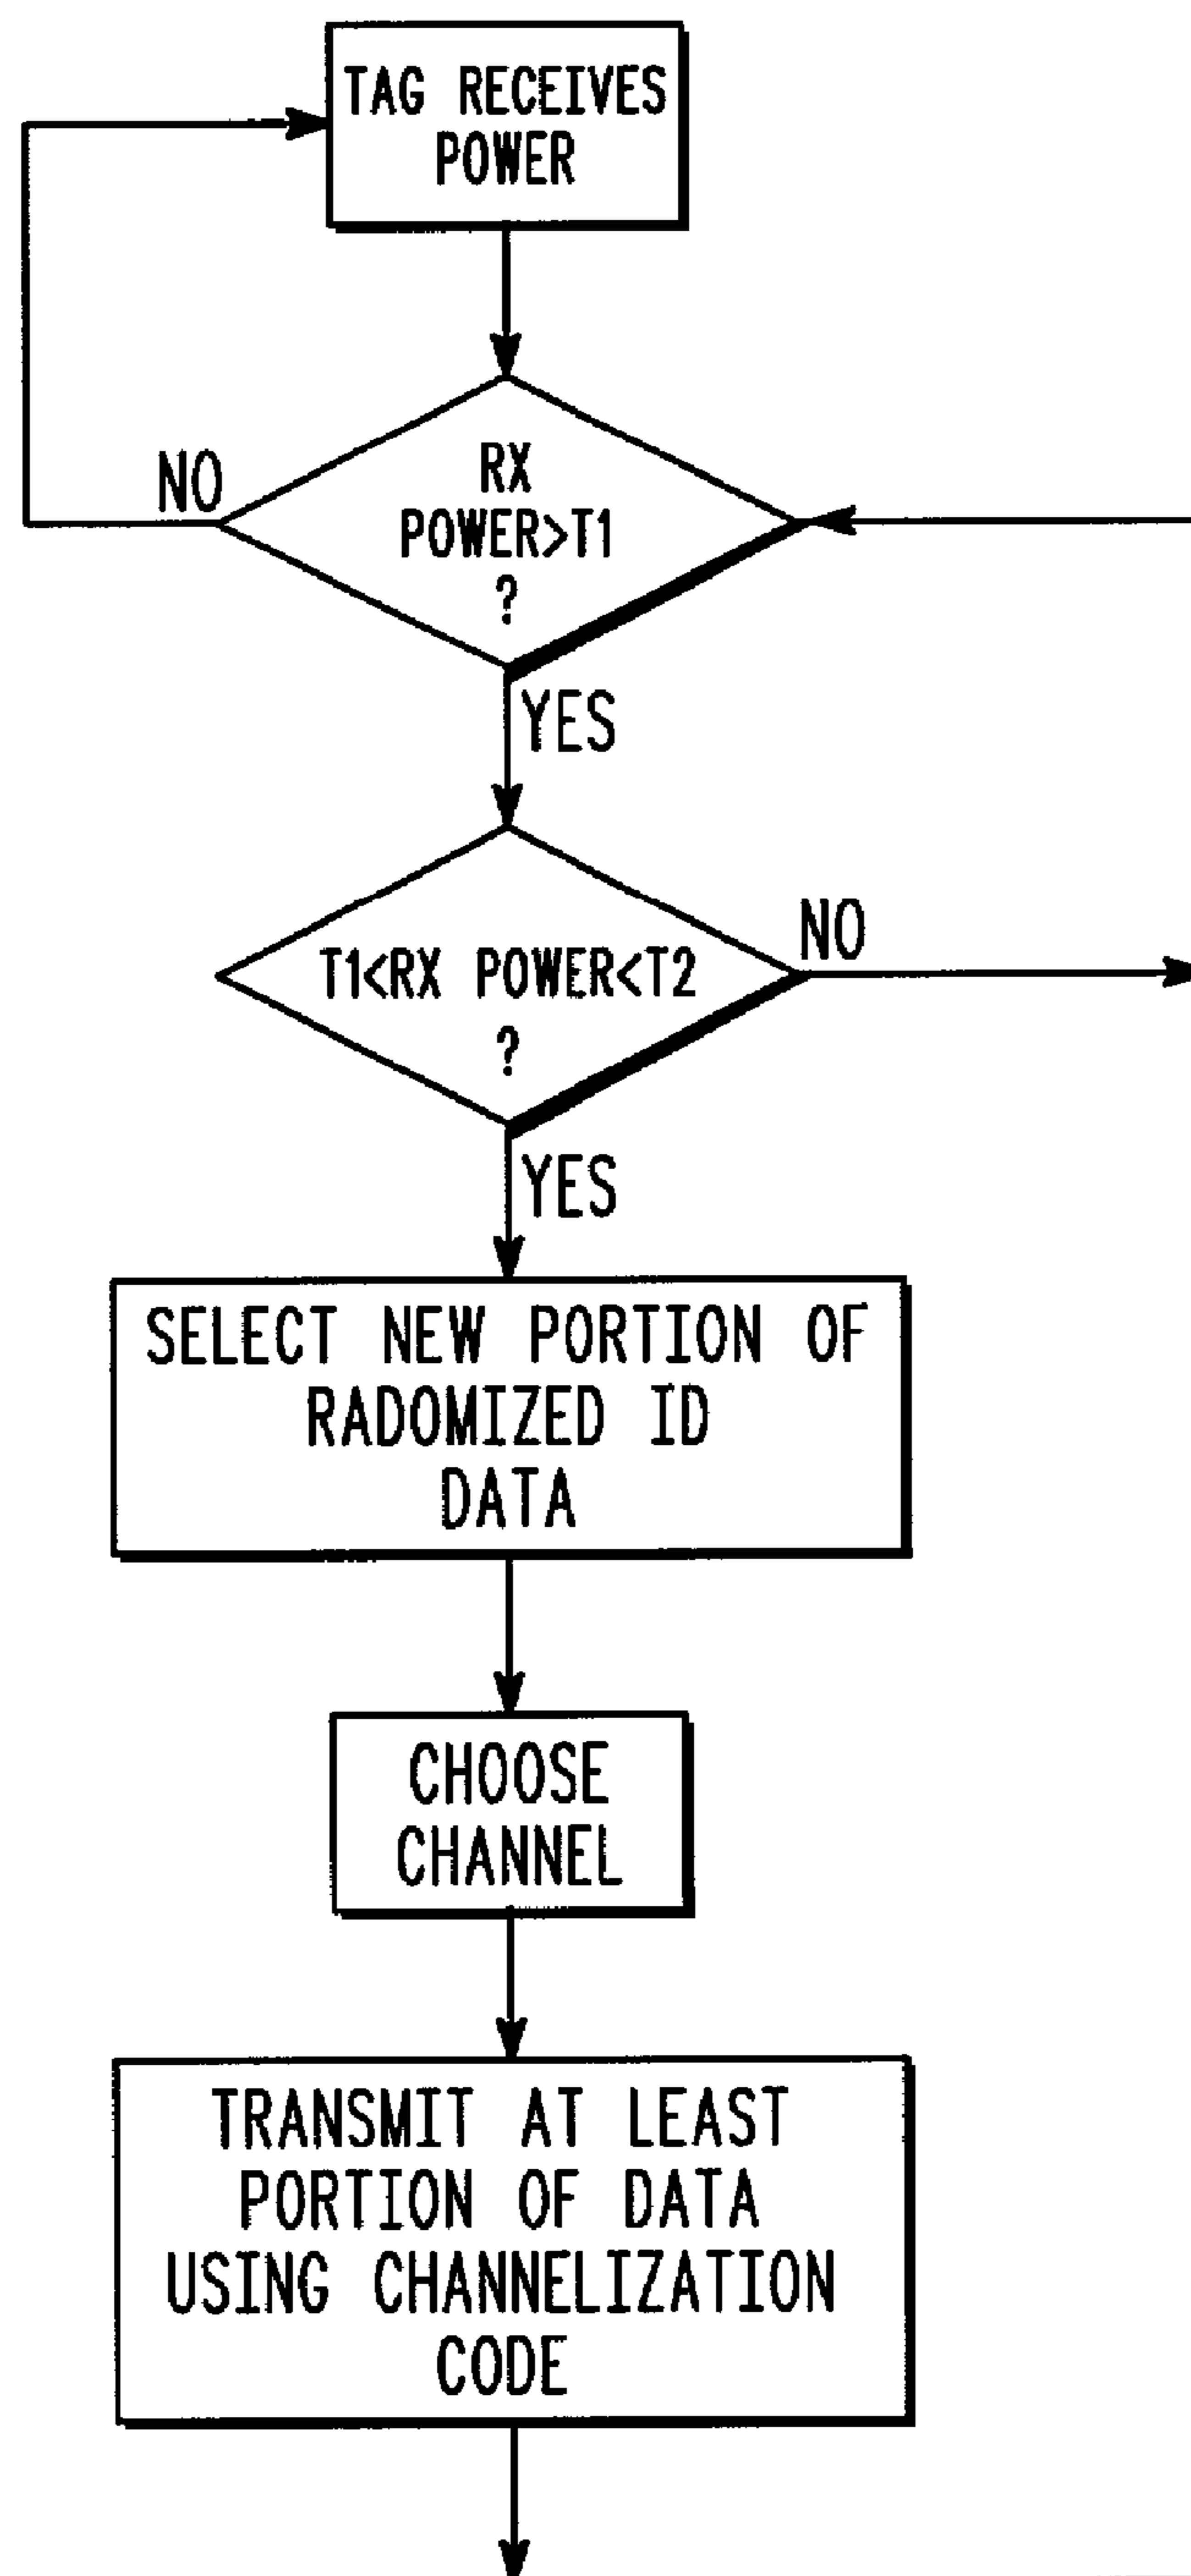 TAG RECEIVES
POWER
RX
POWER>T1
?
NO
YES
T1<RX POWER<T2
?
NO
YES
SELECT NEW PORTION OF
RADOMIZED ID
DATA
CHOOSE
CHANNEL
TRANSMIT AT LEAST
PORTION OF DATA
USING CHANNELIZATION
CODE